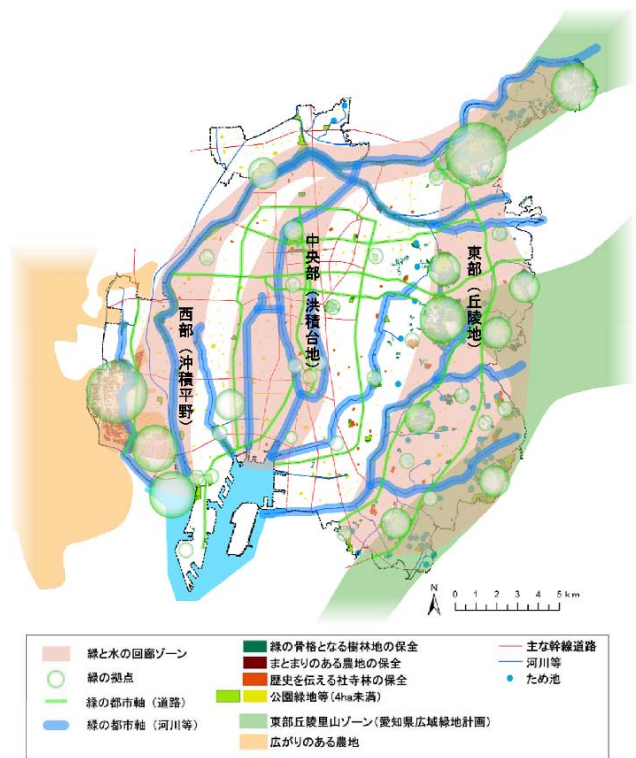 中央部（洪積台地）
東部（丘陵地）
西部（沖積平野）
N
0 1 2 3 4 5 km
緑と水の回廊ゾーン
緑の拠点
緑の都市軸（道路）
緑の都市軸（河川等）
緑の骨格となる樹林地の保全
まとまりのある農地の保全
歴史を伝える社寺林の保全
公園緑地等(4ha未満)
東部丘陵里山ゾーン(愛知県広域緑地計画)
広がりのある農地
主な幹線道路
河川等
ため池